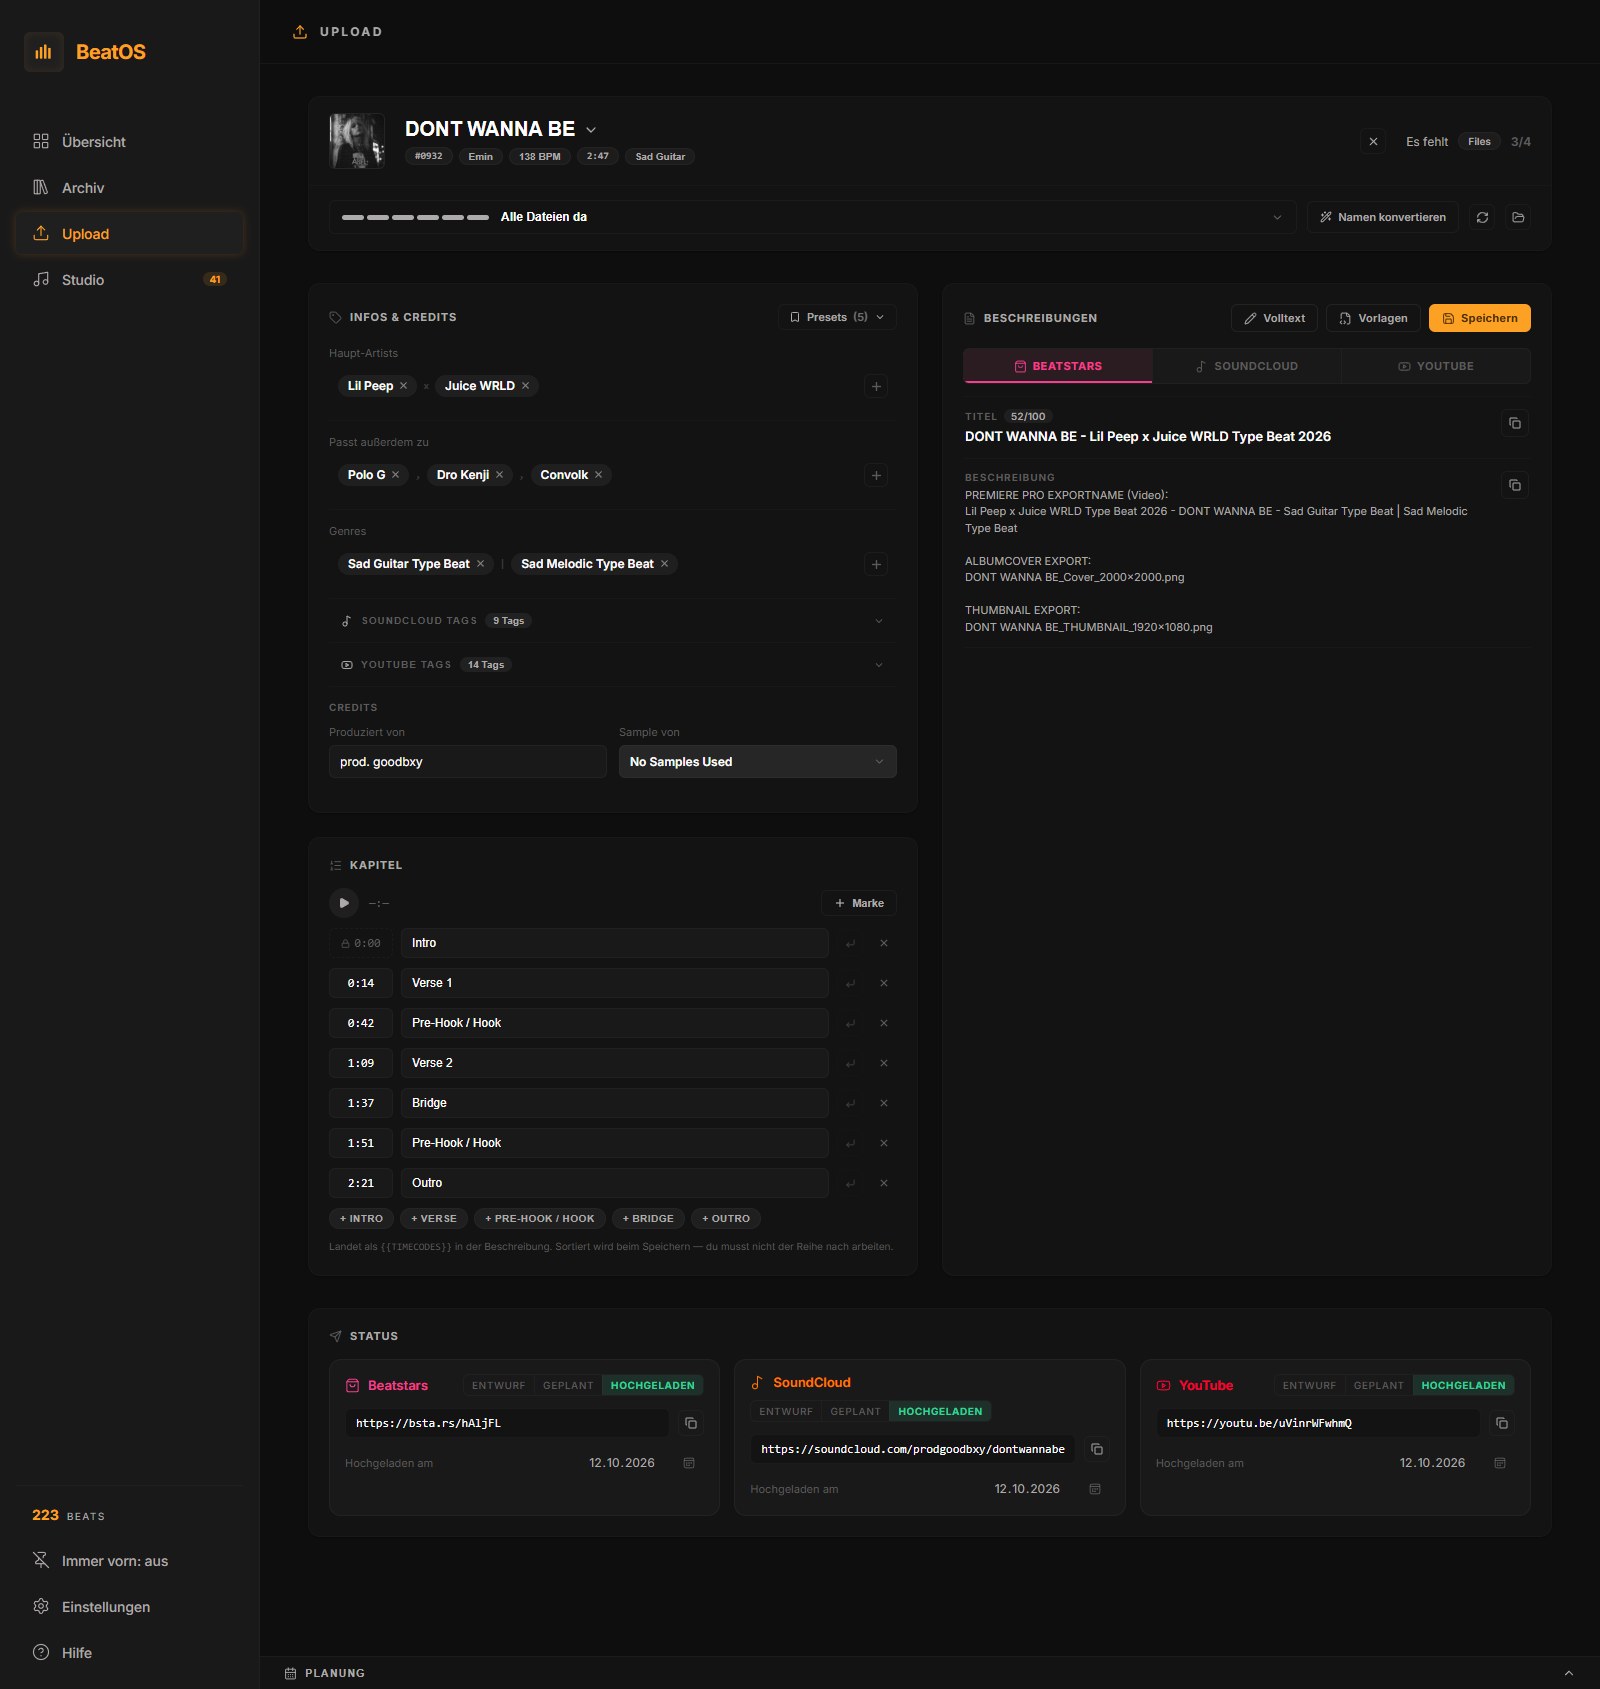 BeatOS
Übersicht
Archiv
Upload
Studio
41
223 BEATS
Immer vorn: aus
Einstellungen
Hilfe
UPLOAD
DONT WANNA BE
#0932 Emin 138 BPM 2:47 Sad Guitar
Es fehlt Files 3/4
Alle Dateien da
Namen konvertieren
INFOS & CREDITS
Presets (5)
Haupt-Artists
Lil Peep x Juice WRLD
Passt außerdem zu
Polo G , Dro Kenji , Convolk
Genres
Sad Guitar Type Beat | Sad Melodic Type Beat
SOUNDCLOUD TAGS 9 Tags
YOUTUBE TAGS 14 Tags
CREDITS
Produziert von
prod. goodbxy
Sample von
No Samples Used
KAPITEL
–:–
+ Marke
0:00 Intro
0:14 Verse 1
0:42 Pre-Hook / Hook
1:09 Verse 2
1:37 Bridge
1:51 Pre-Hook / Hook
2:21 Outro
+ INTRO + VERSE + PRE-HOOK / HOOK + BRIDGE + OUTRO
Landet als {{TIMECODES}} in der Beschreibung. Sortiert wird beim Speichern — du musst nicht der Reihe nach arbeiten.
BESCHREIBUNGEN
Volltext
Vorlagen
Speichern
BEATSTARS
SOUNDCLOUD
YOUTUBE
TITEL 52/100
DONT WANNA BE - Lil Peep x Juice WRLD Type Beat 2026
BESCHREIBUNG
PREMIERE PRO EXPORTNAME (Video):
Lil Peep x Juice WRLD Type Beat 2026 - DONT WANNA BE - Sad Guitar Type Beat | Sad Melodic
Type Beat
ALBUMCOVER EXPORT:
DONT WANNA BE_Cover_2000×2000.png
THUMBNAIL EXPORT:
DONT WANNA BE_THUMBNAIL_1920×1080.png
STATUS
Beatstars
ENTWURF GEPLANT HOCHGELADEN
https://bsta.rs/hAljFL
Hochgeladen am 12.10.2026
SoundCloud
ENTWURF GEPLANT HOCHGELADEN
https://soundcloud.com/prodgoodbxy/dontwannabe
Hochgeladen am 12.10.2026
YouTube
ENTWURF GEPLANT HOCHGELADEN
https://youtu.be/uVinrWFwhmQ
Hochgeladen am 12.10.2026
PLANUNG